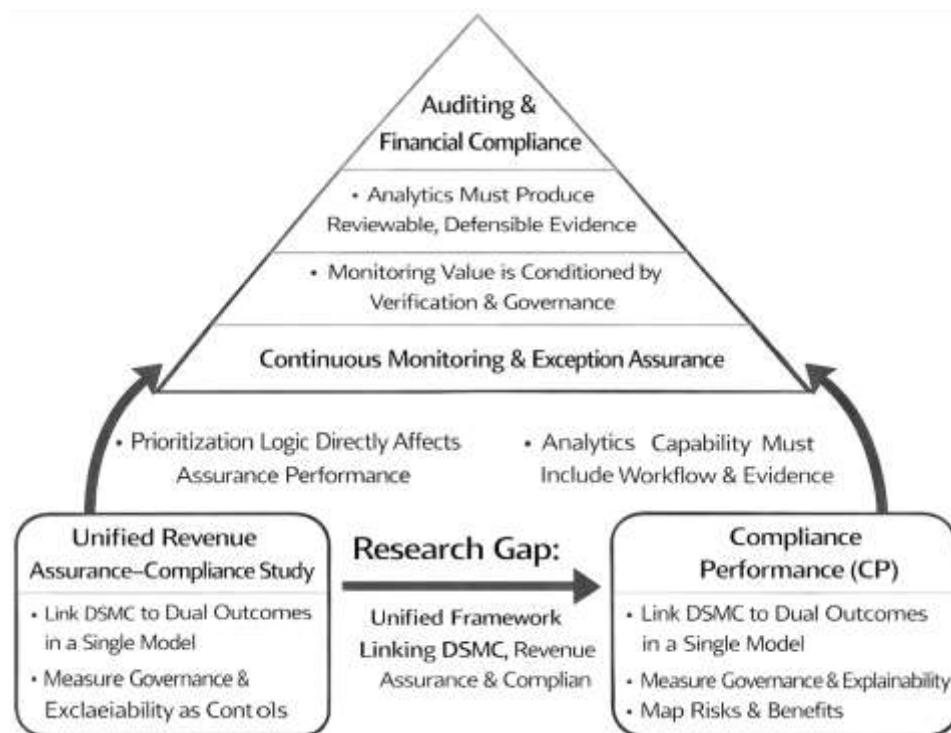 Auditing &
Financial Compliance
• Analytics Must Produce
Reviewable, Defensible Evidence
• Monitoring Value is Conditioned by
Verification & Governance
Continuous Monitoring & Exception Assurance
• Prioritization Logic Directly Affects
Assurance Performance
• Analytics Capability Must
Include Workflow & Evidence
Unified Revenue
Assurance–Compliance Study
• Link DSMC to Dual Outcomes
in a Single Model
• Measure Governance &
Exclaeiability as Contols
Research Gap:
Unified Framework
Linking DSMC, Revenue
Assurance & Complian
Compliance
Performance (CP)
• Link DSMC to Dual Outcomes
in a Single Model
• Measure Governance & Explainability
• Map Risks & Benefits